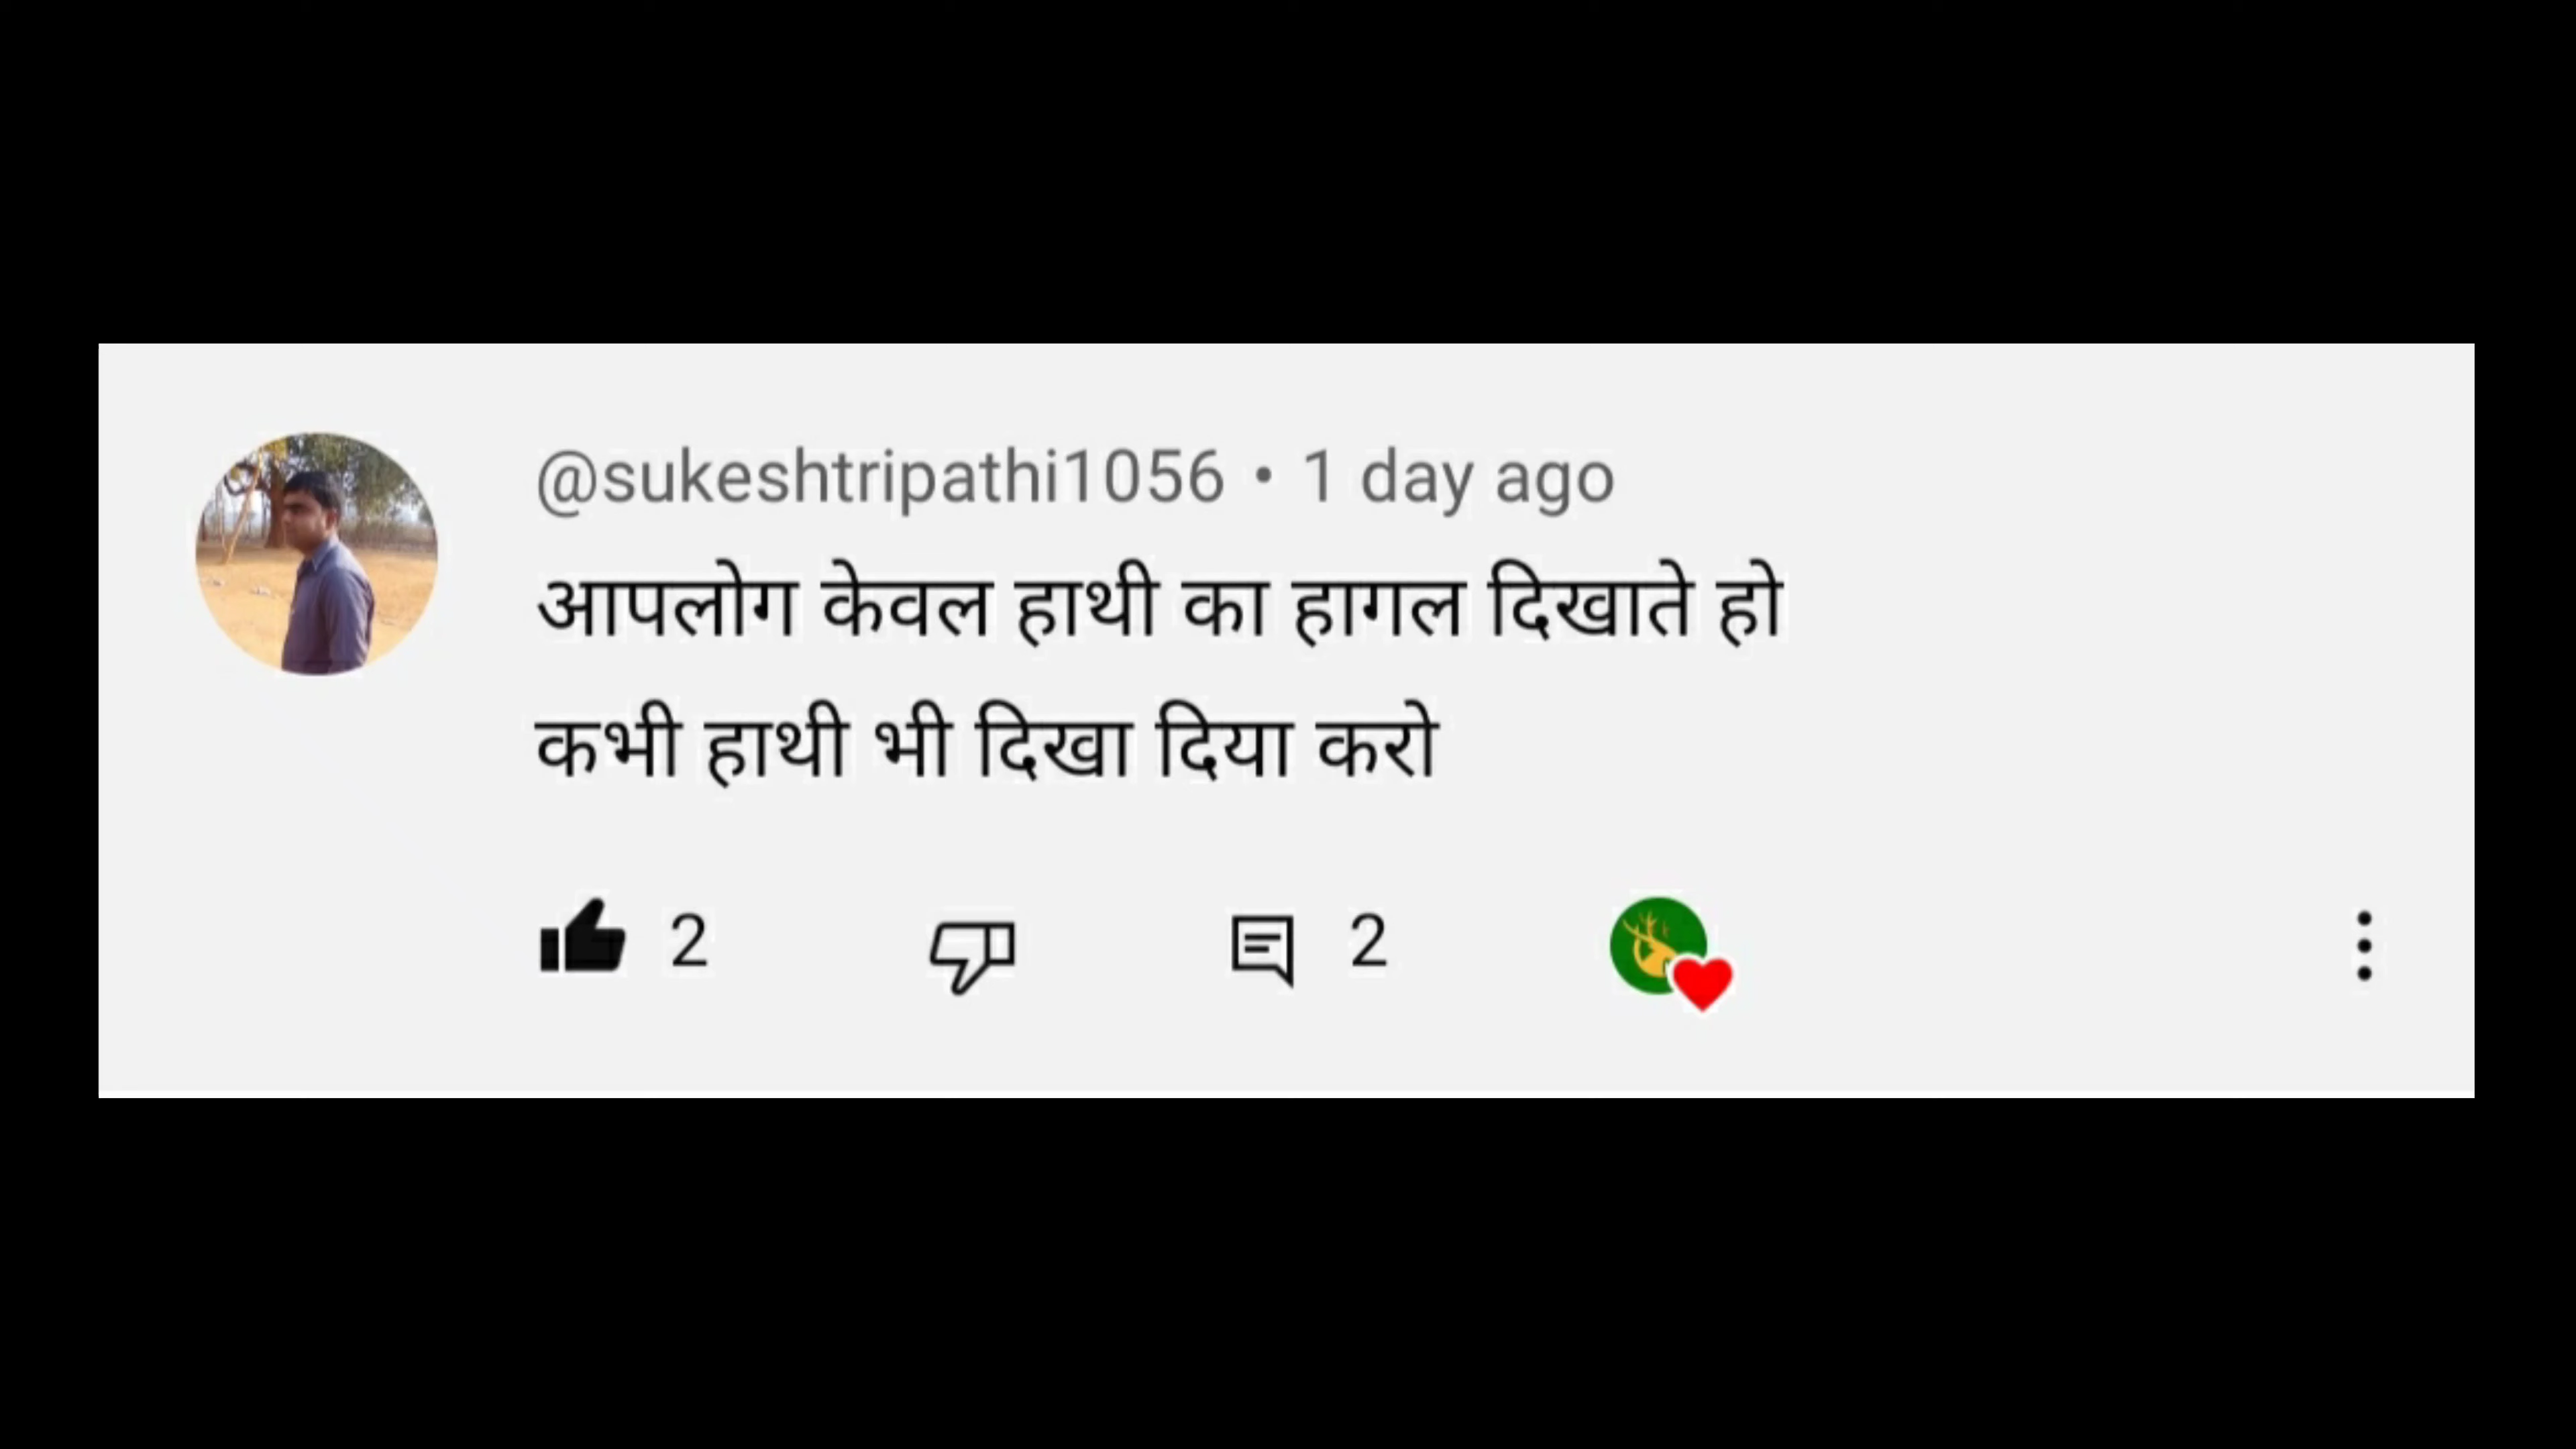 @sukeshtripathi1056 • 1 day ago
आपलोग केवल हाथी का हागल दिखाते हो
कभी हाथी भी दिखा दिया करो
2 2